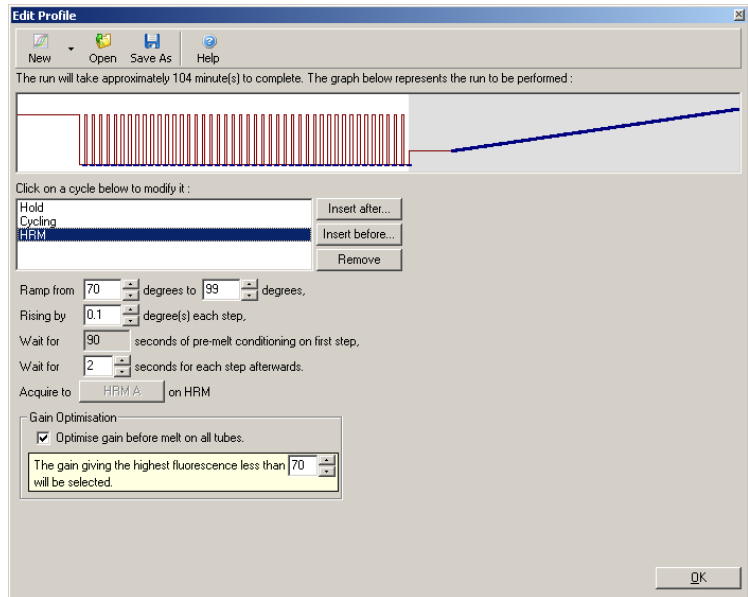 Edit Profile
New Open Save As Help
The run will take approximately 104 minute(s) to complete. The graph below represents the run to be performed :
Click on a cycle below to modify it :
Hold
Cycling
HRM
Insert after...
Insert before...
Remove
Ramp from 70 degrees to 99 degrees,
Rising by 0.1 degree(s) each step,
Wait for 90 seconds of pre-melt conditioning on first step,
Wait for 2 seconds for each step afterwards.
Acquire to HRM A on HRM
Gain Optimisation
Optimise gain before melt on all tubes.
The gain giving the highest fluorescence less than 70
will be selected.
OK